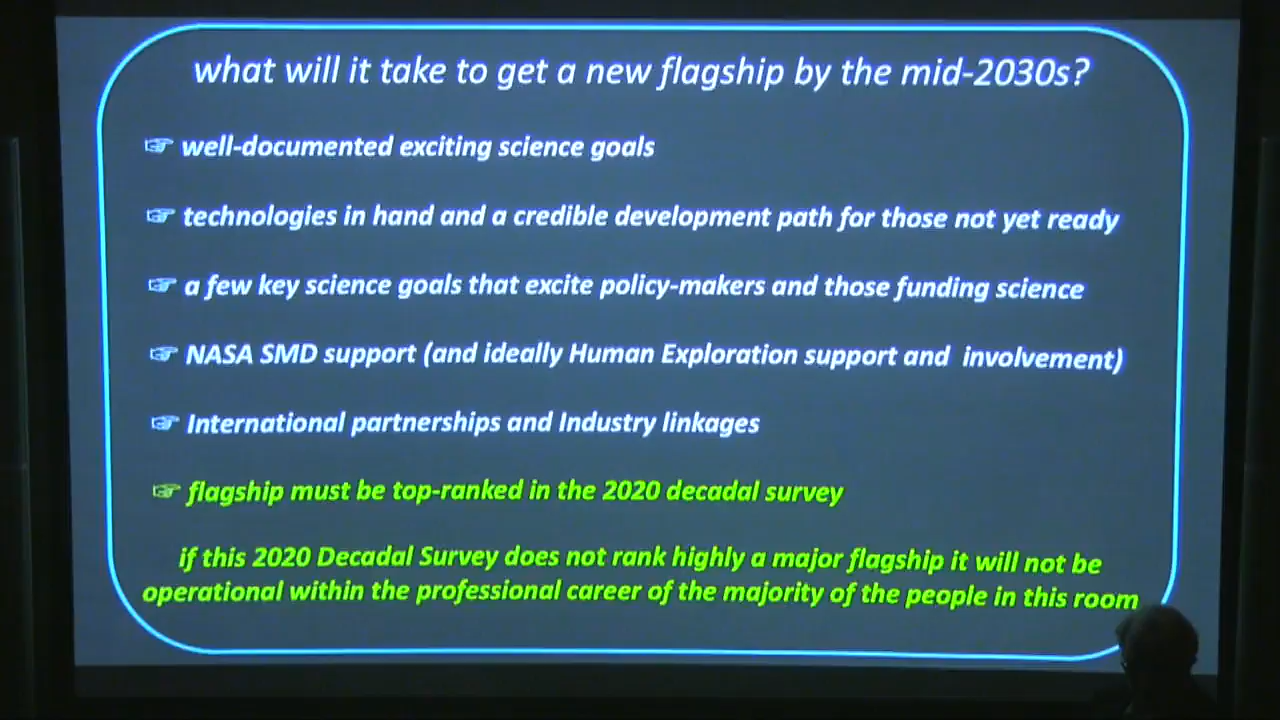 what will it take to get a new flagship by the mid-2030s?
☞ well-documented exciting science goals
☞ technologies in hand and a credible development path for those not yet ready
☞ a few key science goals that excite policy-makers and those funding science
☞ NASA SMD support (and ideally Human Exploration support and involvement)
☞ International partnerships and Industry linkages
☞ flagship must be top-ranked in the 2020 decadal survey
if this 2020 Decadal Survey does not rank highly a major flagship it will not be
operational within the professional career of the majority of the people in this room